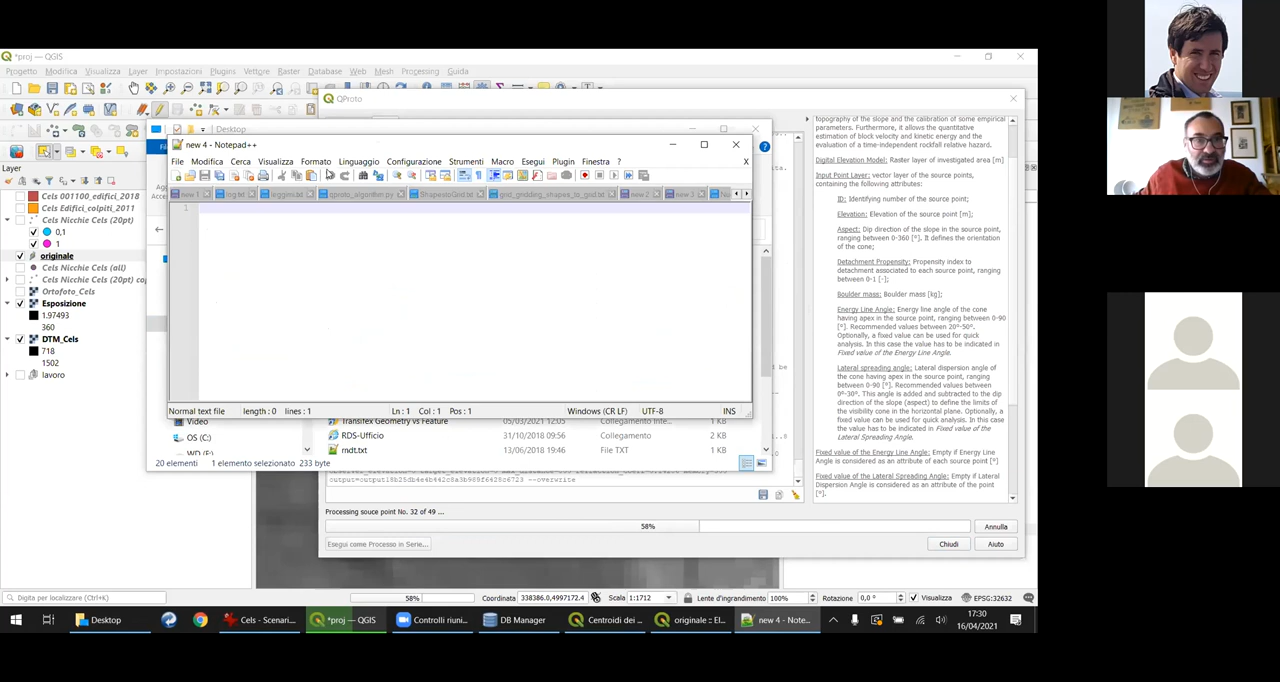 *proj — QGIS
Progetto Modifica Visualizza Layer Impostazioni Plugins Vettore Raster Database Web Mesh Processing Guida
QProto
Desktop
new 4 - Notepad++
File Modifica Cerca Visualizza Formato Linguaggio Configurazione Strumenti Macro Esegui Plugin Finestra ? X
new 1 log.txt leggimi.txt qproto_algorithm.py ShapestoGrid.txt grid_gridding_shapes_to_grid.txt new 2 new 3
1
Normal text file length : 0 lines : 1 Ln : 1 Col : 1 Pos : 1 Windows (CR LF) UTF-8 INS
Layer
Cels 001100_edifici_2018
Cels Edifici_colpiti_2011
Cels Nicchie Cels (20pt)
0,1
1
originale
Cels Nicchie Cels (all)
Cels Nicchie Cels (20pt) cop
Ortofoto_Cels
Esposizione
1.97493
360
DTM_Cels
718
1502
lavoro
Video
OS (C:)
WD (F:)
Transifex Geometry vs Feature 05/03/2021 Collegamento Inte... 1 KB
RDS-Ufficio 31/10/2018 09:56 Collegamento 2 KB
rndt.txt 13/06/2018 19:46 File TXT 1 KB
20 elementi 1 elemento selezionato 233 byte
topography of the slope and the calibration of some empirical
parameters. Furthermore, it allows the quantitative
estimation of block velocity and kinetic energy and the
evaluation of a time-independent rockfall relative hazard.
Digital Elevation Model: Raster layer of investigated area [m]
Input Point Layer: vector layer of the source points,
containing the following attributes:
ID: Identifying number of the source point;
Elevation: Elevation of the source point [m];
Aspect: Dip direction of the slope in the source point,
ranging between 0-360 [°]. It defines the orientation
of the cone;
Detachment Propensity: Propensity index to
detachment associated to each source point, ranging
between 0-1 [-];
Boulder mass: Boulder mass [kg];
Energy Line Angle: Energy line angle of the cone
having apex in the source point, ranging between 0-90
[°]. Recommended values between 20°-50°.
Optionally, a fixed value can be used for quick
analysis. In this case the value has to be indicated in
Fixed value of the Energy Line Angle.
Lateral spreading angle: Lateral dispersion angle of
the cone having apex in the source point, ranging
between 0-90 [°]. Recommended values between
0°-30°. This angle is added and subtracted to the dip
direction of the slope (aspect) to define the limits of
the visibility cone in the horizontal plane. Optionally, a
fixed value can be used for quick analysis. In this case
the value has to be indicated in Fixed value of the
Lateral Spreading Angle.
Fixed value of the Energy Line Angle: Empty if Energy
Line Angle is considered as an attribute of each source point [°]
Fixed value of the Lateral Spreading Angle: Empty if Lateral
Dispersion Angle is considered as an attribute of the point
[°].
Processing souce point No. 32 of 49 ...
58%
Annulla
Esegui come Processo in Serie...
Chiudi Aiuto
Digita per localizzare (Ctrl+K) 58% Coordinata 338386.0,4997172.4 Scala 1:1712 Lente d'ingrandimento 100% Rotazione 0,0 ° Visualizza EPSG:32632
Desktop Cels - Scenari... *proj — QGIS Controlli riuni... DB Manager Centroidi dei ... originale :: El... new 4 - Note...
17:30
16/04/2021